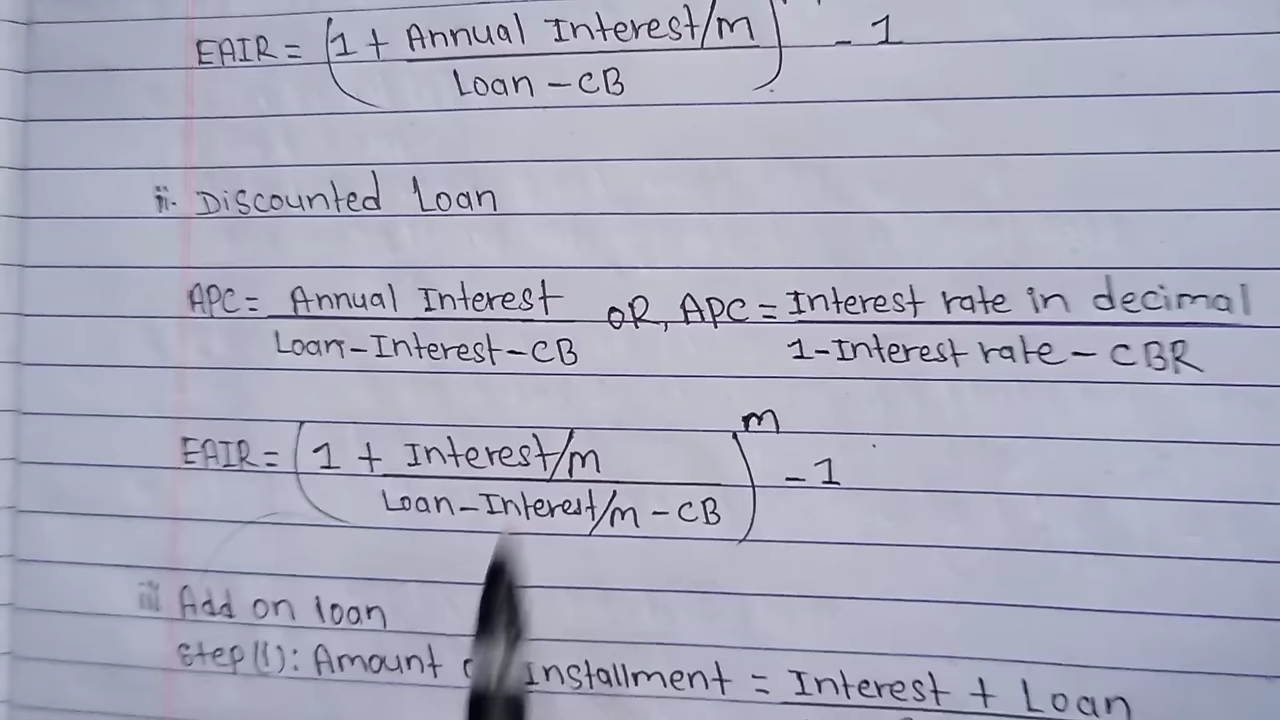 EAIR = (1 + Annual Interest/m - 1
Loan - CB)
ii. Discounted Loan
APC = Annual Interest OR, APC = Interest rate in decimal
Loan-Interest-CB 1-Interest rate - CBR
EAIR = (1 + Interest/m)^m - 1
Loan-Interest/m - CB
iii Add on loan
Step(1): Amount Installment = Interest + Loan